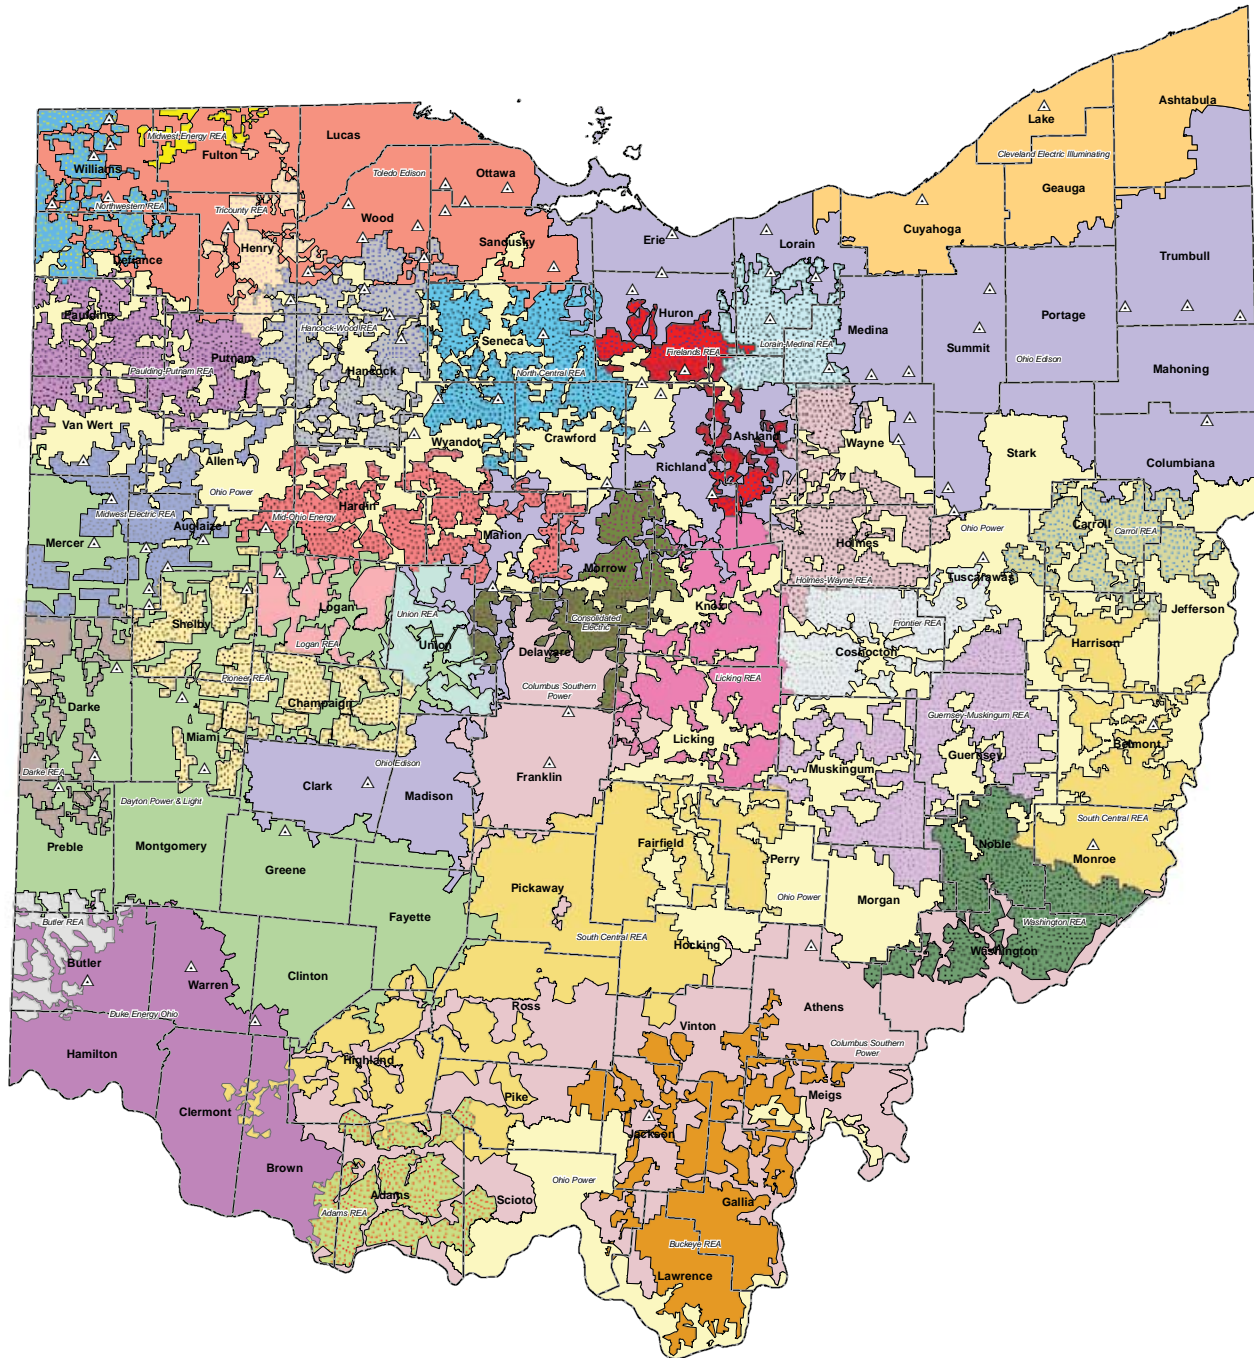 Ashtabula
Lake
Cleveland Electric Illuminating
Geauga
Cuyahoga
Lucas
Midwest Energy REA
Fulton
Williams
Toledo Edison
Ottawa
Northwestern REA
Tricounty REA
Wood
Henry
Sandusky
Erie
Lorain
Trumbull
Defiance
Paulding
Huron
Portage
Hancock-Wood REA
Medina
Seneca
Lorain-Medina REA
Summit
Firelands REA
Ohio Edison
Putnam
Mahoning
Paulding-Putnam REA
Hancock
North Central REA
Van Wert
Wyandot
Crawford
Ashland
Wayne
Stark
Allen
Richland
Columbiana
Ohio Power
Midwest Electric REA
Hardin
Mid-Ohio Energy
Auglaize
Marion
Ohio Power
Carroll
Carrol REA
Mercer
Holmes
Morrow
Tuscarawas
Holmes-Wayne REA
Logan
Knox
Jefferson
Union REA
Shelby
Consolidated
Electric
Frontier REA
Logan REA
Union
Delaware
Coshocton
Harrison
Pioneer REA
Licking REA
Columbus Southern
Power
Darke
Champaign
Guernsey-Muskingum REA
Miami
Licking
Belmont
Guernsey
Darke REA
Ohio Edison
Muskingum
Franklin
Clark
Madison
Dayton Power & Light
South Central REA
Preble
Montgomery
Fairfield
Noble
Perry
Monroe
Greene
Pickaway
Ohio Power
Morgan
Fayette
Butler REA
Washington REA
South Central REA
Hocking
Washington
Butler
Clinton
Warren
Ross
Athens
Duke Energy Ohio
Vinton
Columbus Southern
Power
Hamilton
Highland
Pike
Meigs
Clermont
Jackson
Brown
Ohio Power
Adams
Scioto
Gallia
Adams REA
Buckeye REA
Lawrence